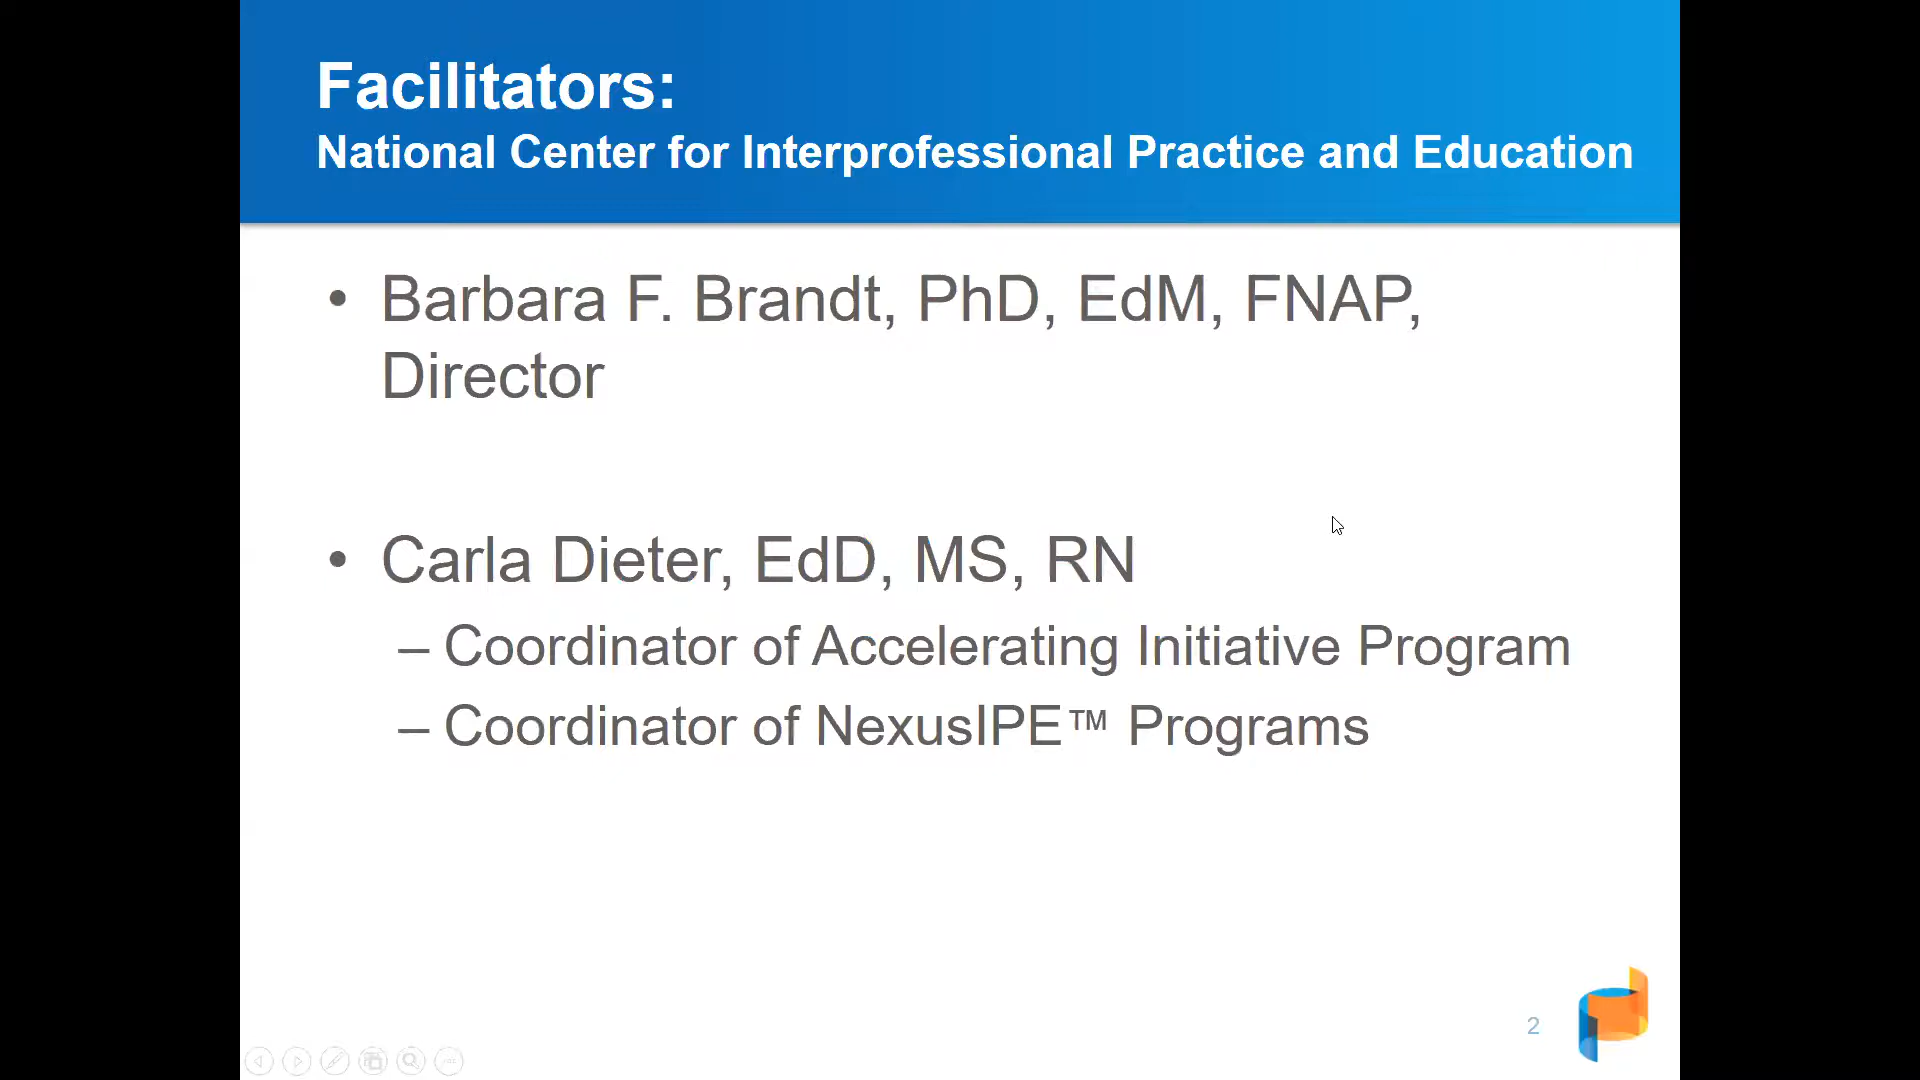 Facilitators:
National Center for Interprofessional Practice and Education
• Barbara F. Brandt, PhD, EdM, FNAP,
Director
• Carla Dieter, EdD, MS, RN
– Coordinator of Accelerating Initiative Program
– Coordinator of NexusIPE™ Programs
2